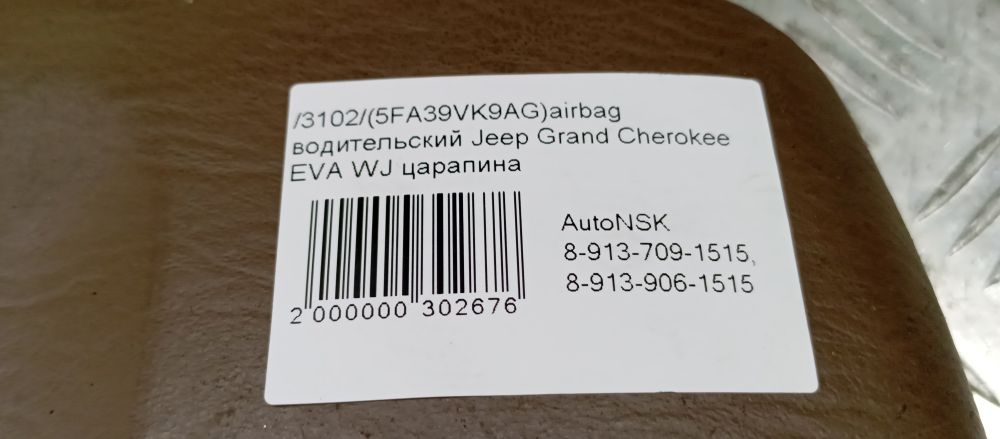 /3102/(5FA39VK9AG)airbag
водительский Jeep Grand Cherokee
EVA WJ царапина
AutoNSK
8-913-709-1515,
8-913-906-1515
2 000000 302676